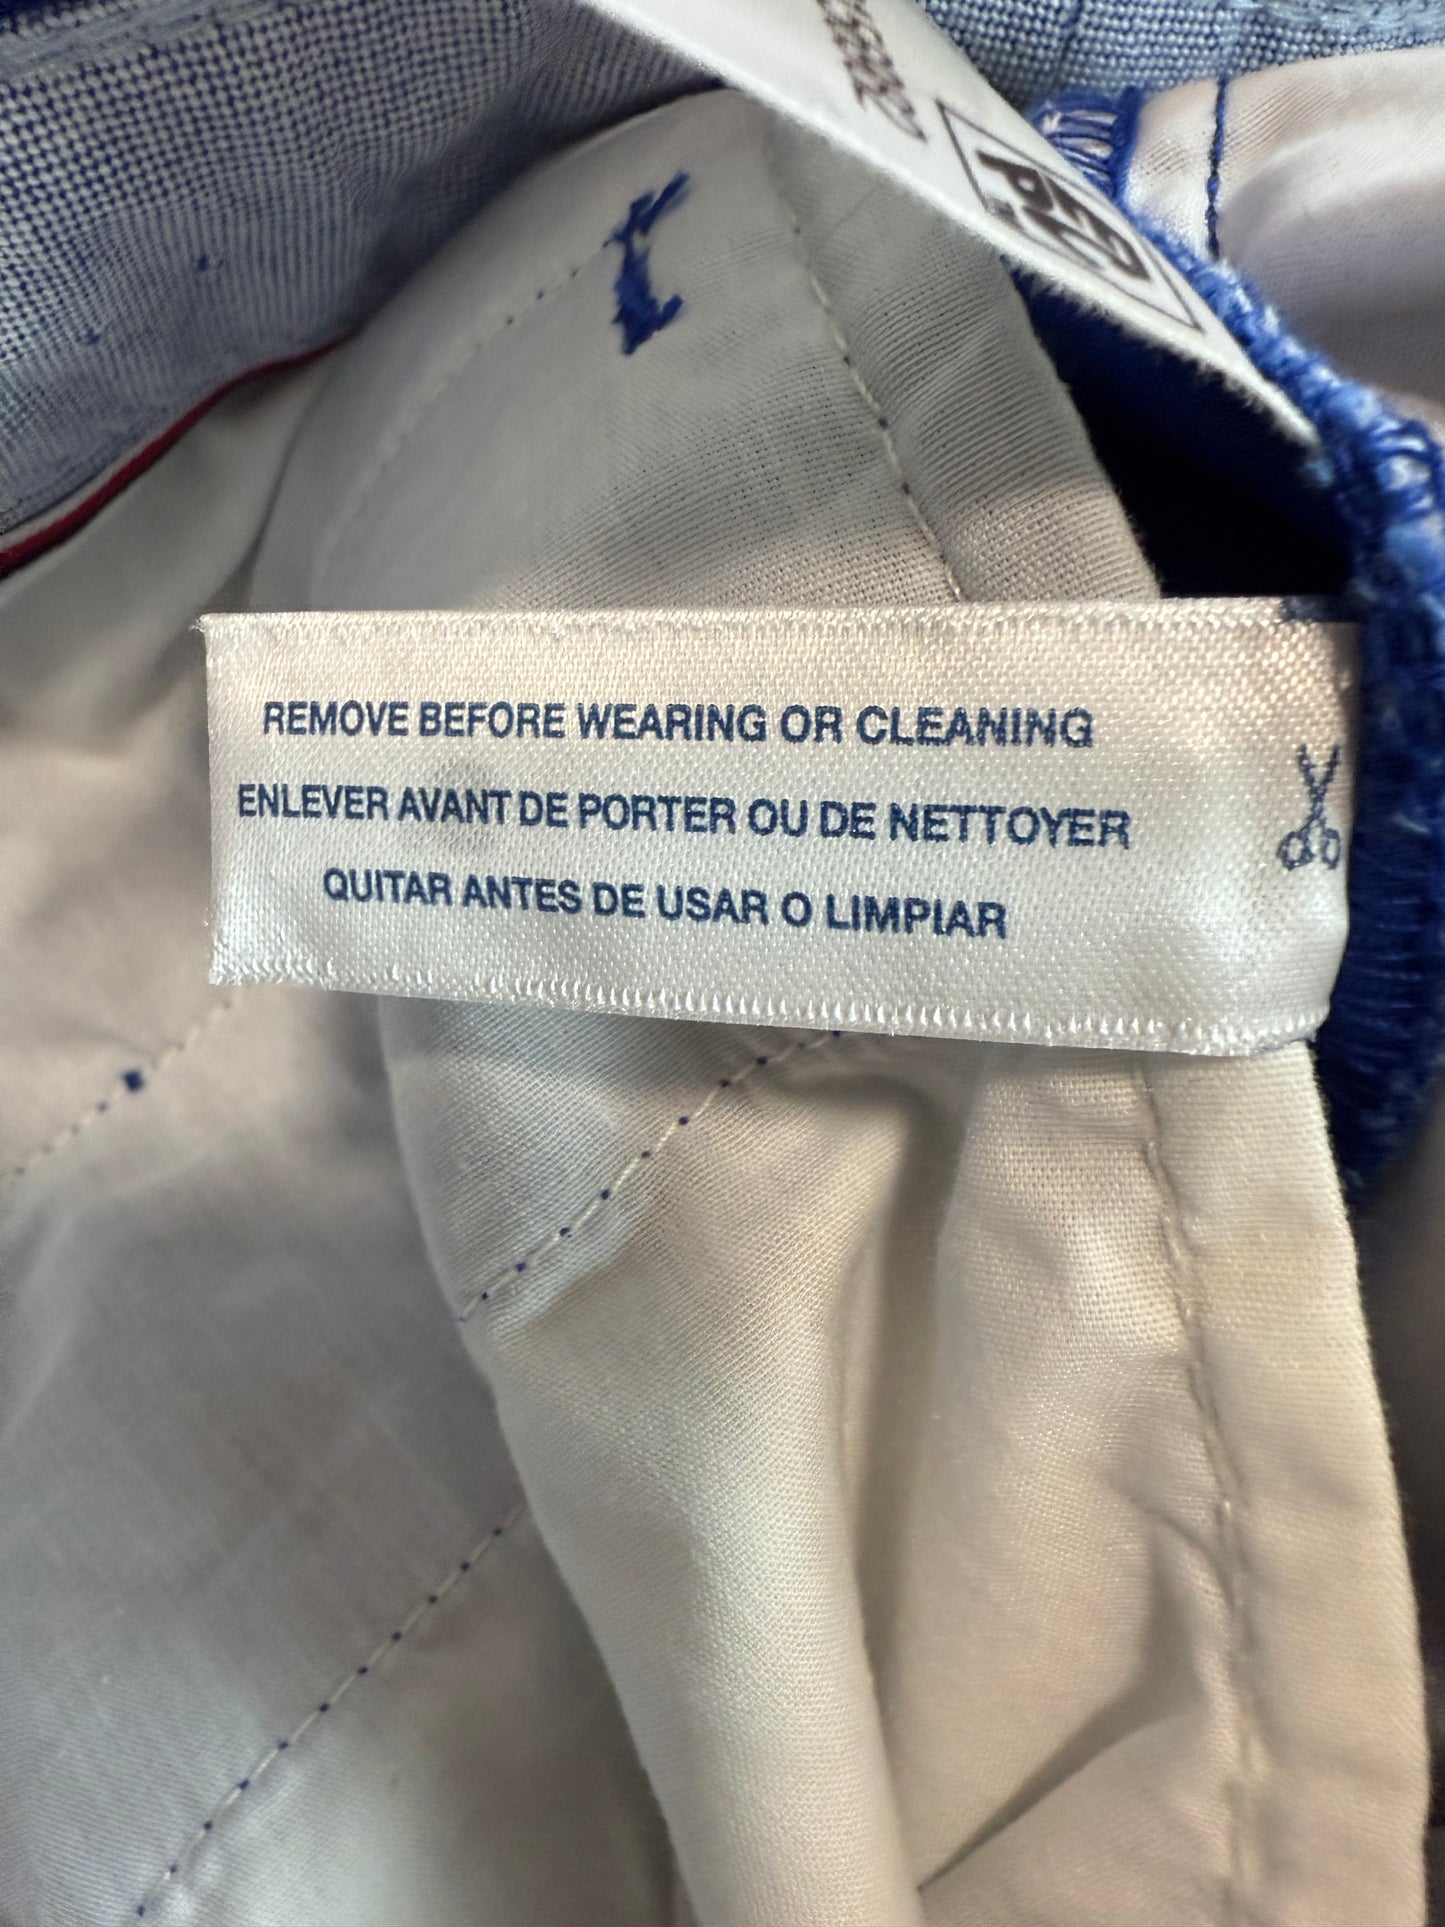 REMOVE BEFORE WEARING OR CLEANING
ENLEVER AVANT DE PORTER OU DE NETTOYER
QUITAR ANTES DE USAR O LIMPIAR